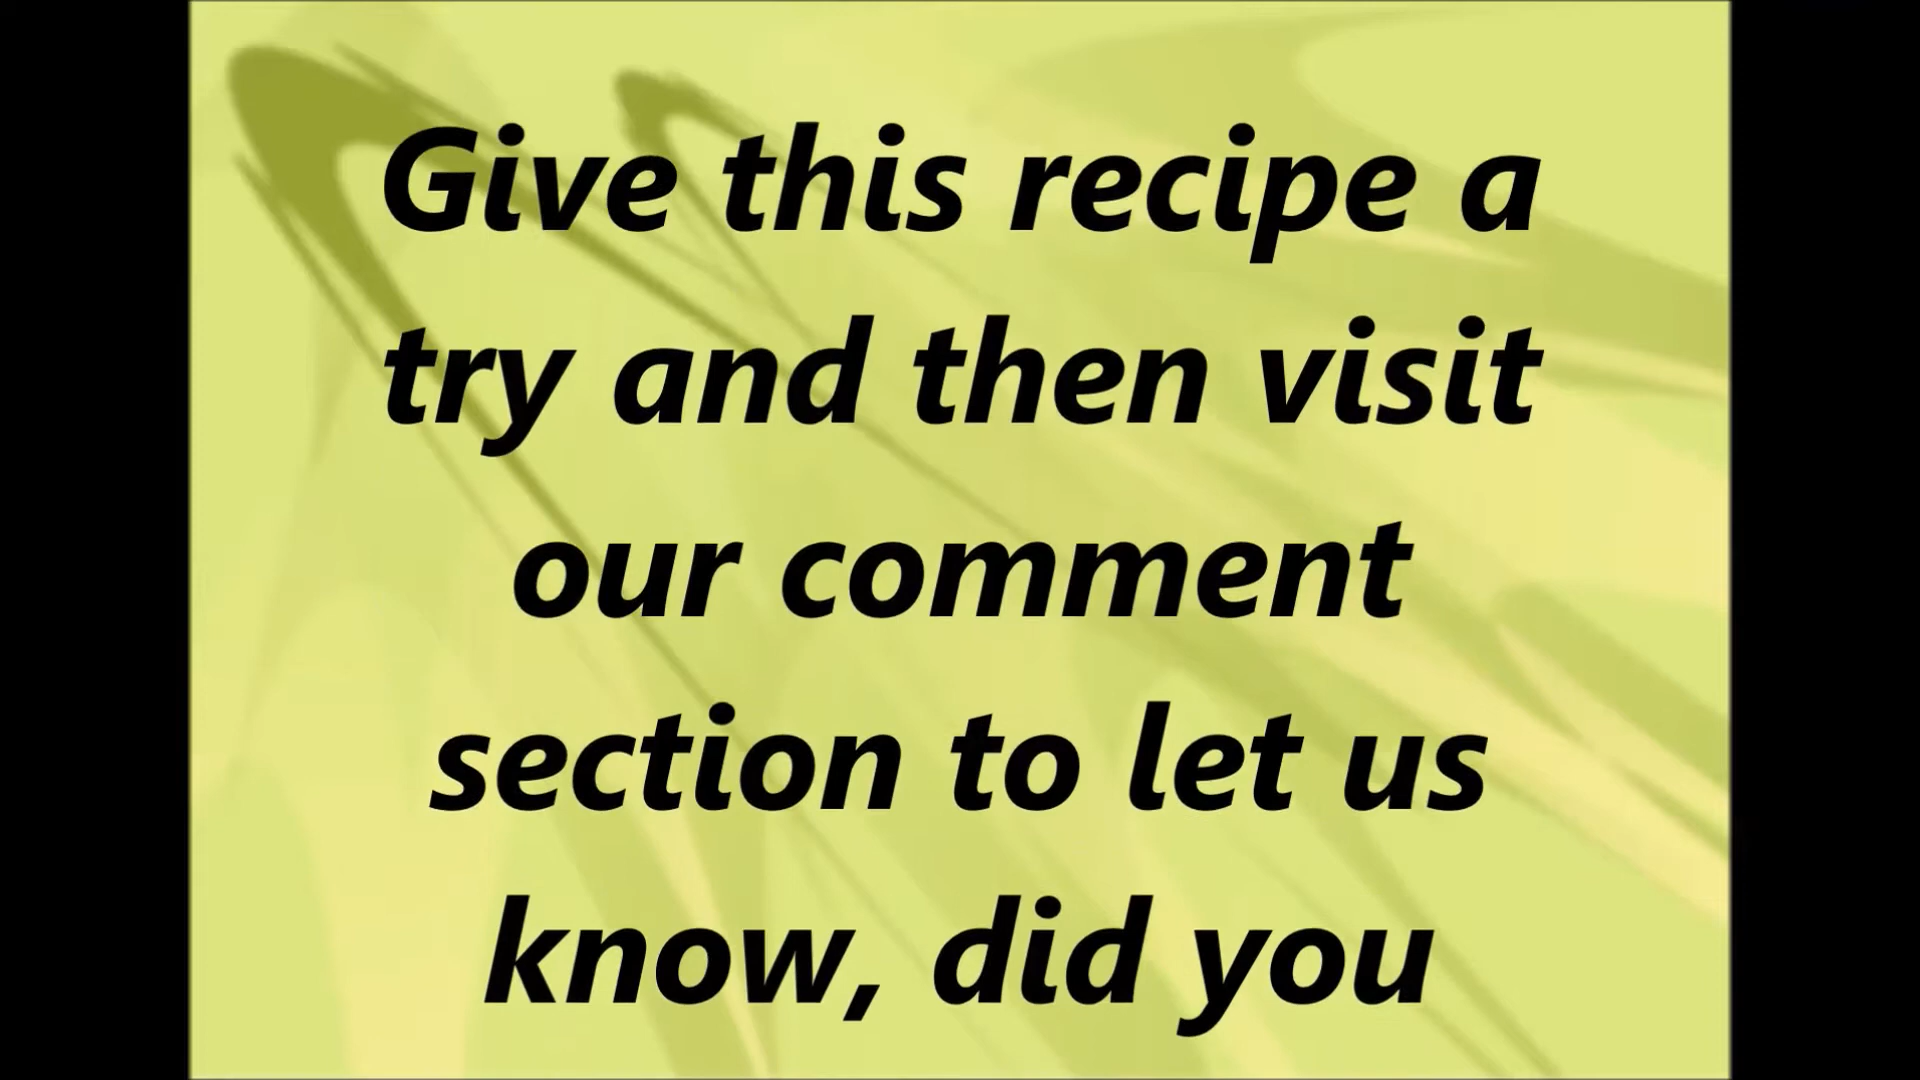 Give this recipe a
try and then visit
our comment
section to let us
know, did you